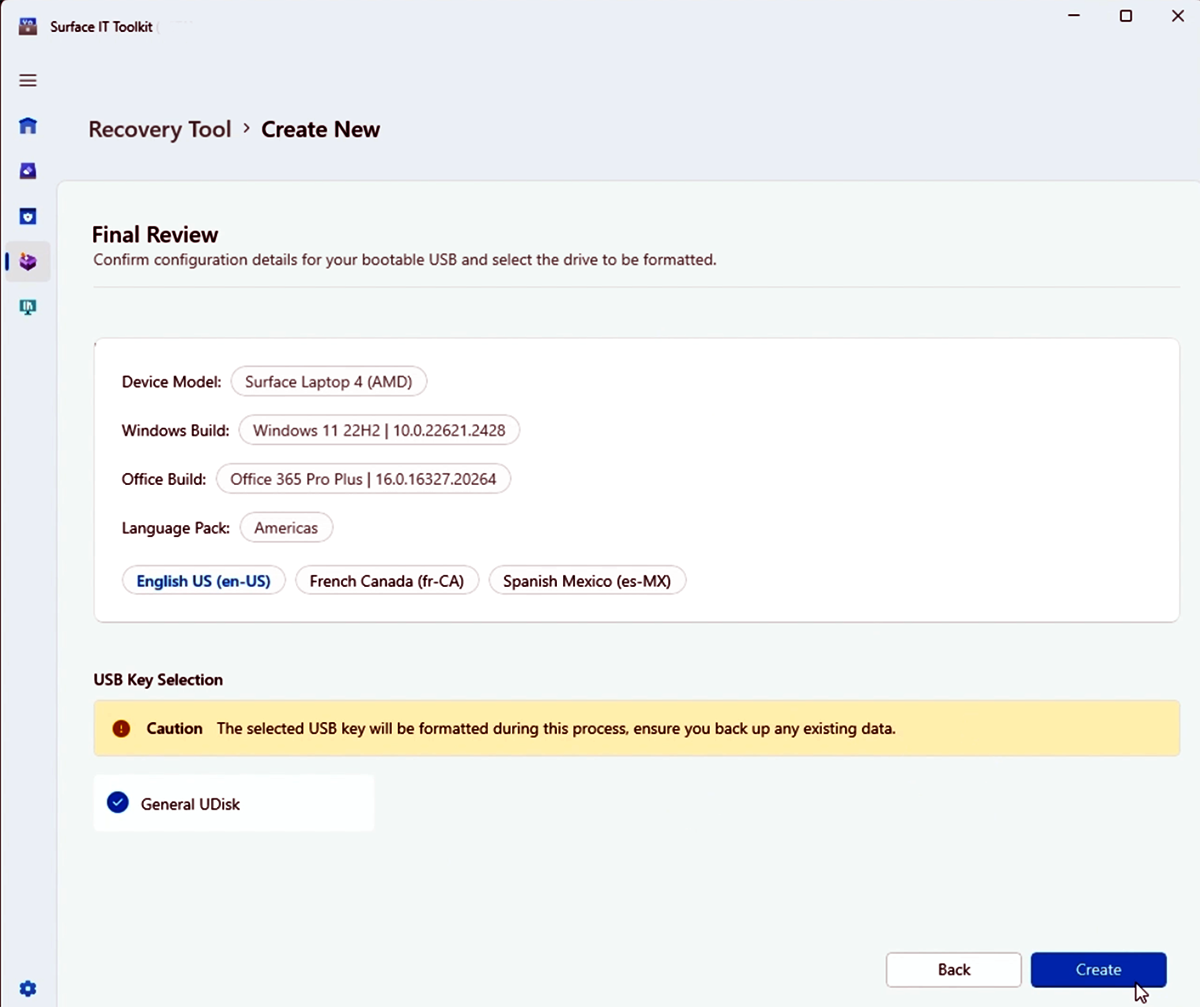 Surface IT Toolkit
Recovery Tool > Create New
Final Review
Confirm configuration details for your bootable USB and select the drive to be formatted.
Device Model: Surface Laptop 4 (AMD)
Windows Build: Windows 11 22H2 | 10.0.22621.2428
Office Build: Office 365 Pro Plus | 16.0.16327.20264
Language Pack: Americas
English US (en-US) French Canada (fr-CA) Spanish Mexico (es-MX)
USB Key Selection
Caution The selected USB key will be formatted during this process, ensure you back up any existing data.
General UDisk
Back Create